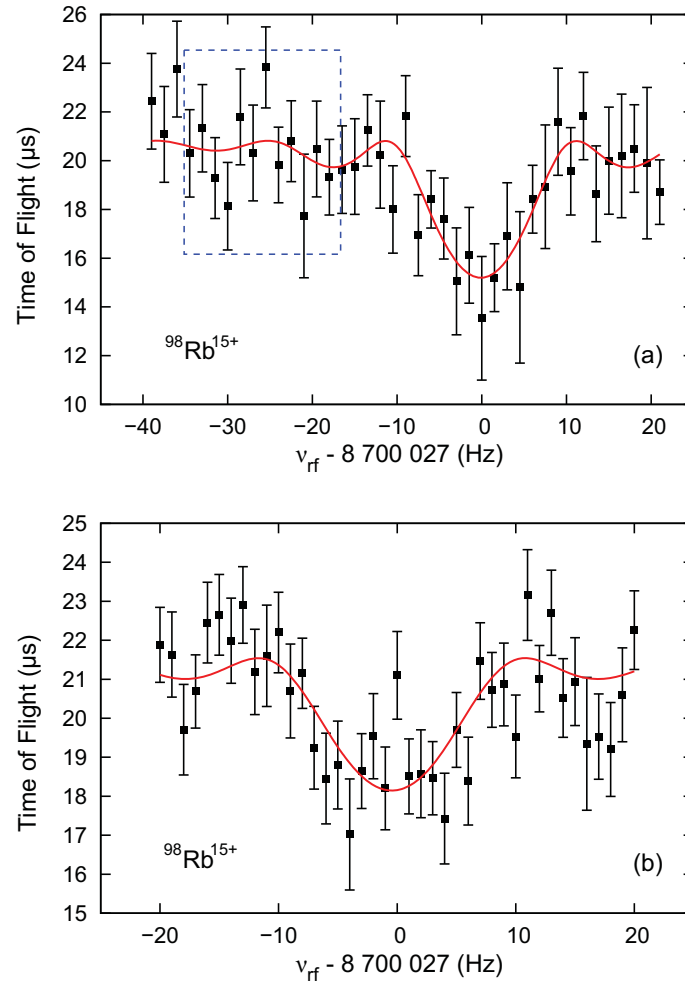 26
24
22
20
18
16
14
12
10
Time of Flight (μs)
⁹⁸Rb¹⁵⁺
(a)
−40 −30 −20 −10 0 10 20
ν_rf - 8 700 027 (Hz)
25
24
23
22
21
20
19
18
17
16
15
Time of Flight (μs)
⁹⁸Rb¹⁵⁺
(b)
−20 −10 0 10 20
ν_rf - 8 700 027 (Hz)